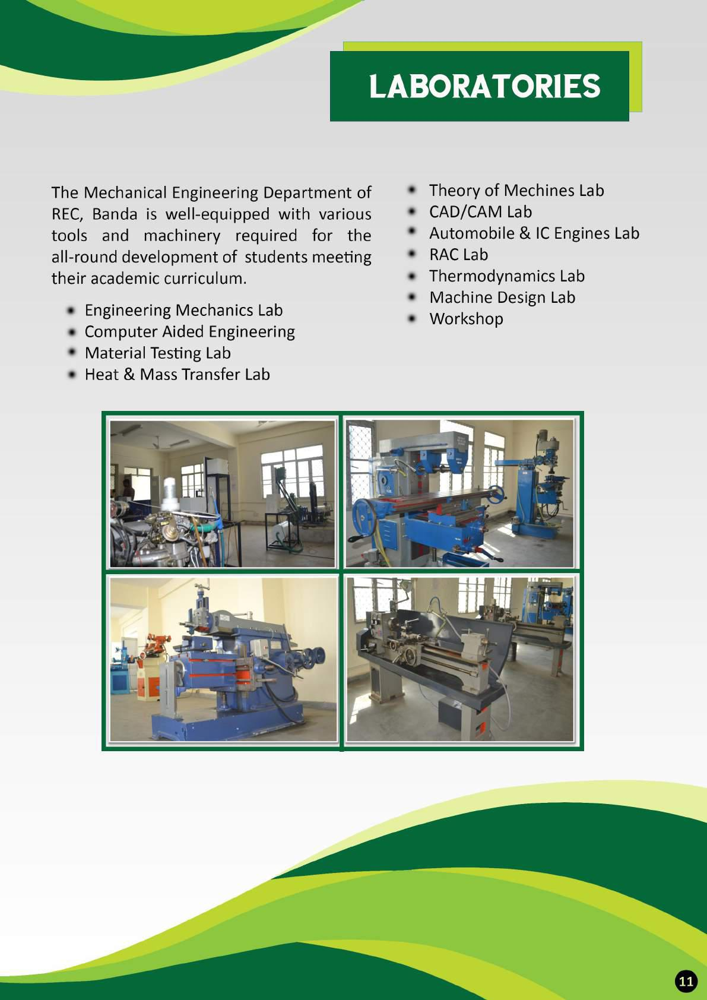 LABORATORIES
The Mechanical Engineering Department of
REC, Banda is well-equipped with various
tools and machinery required for the
all-round development of students meeting
their academic curriculum.
Engineering Mechanics Lab
Computer Aided Engineering
Material Testing Lab
Heat & Mass Transfer Lab
Theory of Mechines Lab
CAD/CAM Lab
Automobile & IC Engines Lab
RAC Lab
Thermodynamics Lab
Machine Design Lab
Workshop
11